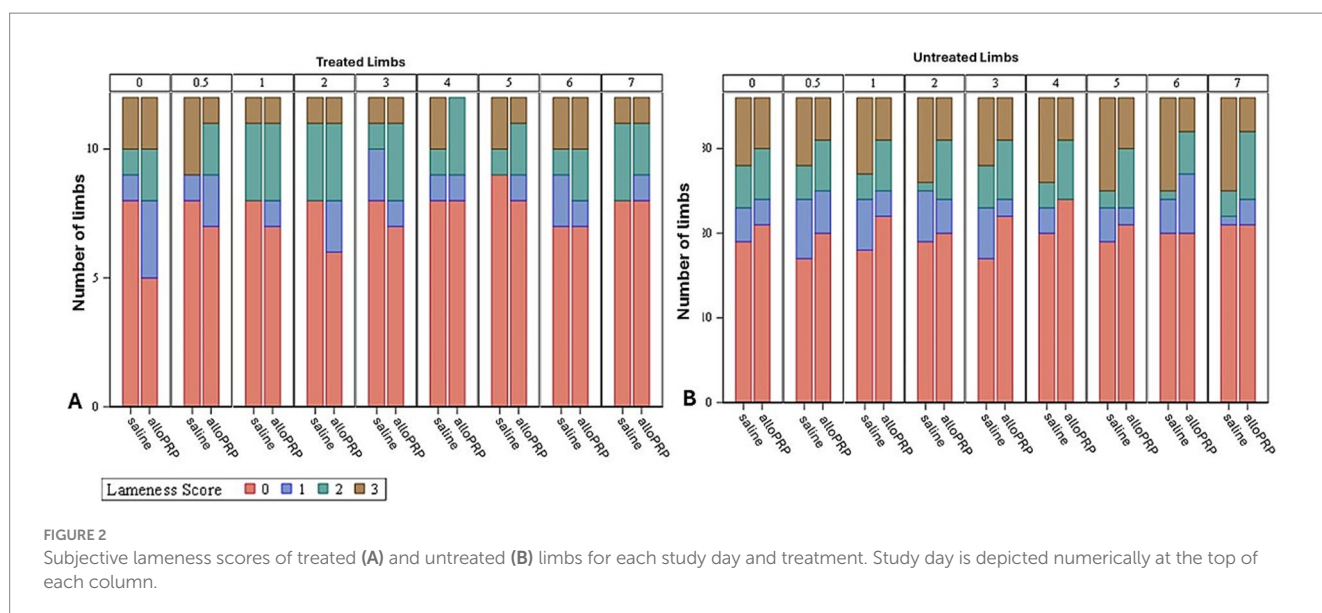 Treated Limbs
0 0.5 1 2 3 4 5 6 7
Number of limbs
10
5
0
A
saline alloPRP saline alloPRP saline alloPRP saline alloPRP saline alloPRP saline alloPRP saline alloPRP saline alloPRP saline alloPRP
Lameness Score 0 1 2 3
Untreated Limbs
0 0.5 1 2 3 4 5 6 7
Number of limbs
30
20
10
0
B
saline alloPRP saline alloPRP saline alloPRP saline alloPRP saline alloPRP saline alloPRP saline alloPRP saline alloPRP saline alloPRP
FIGURE 2
Subjective lameness scores of treated (A) and untreated (B) limbs for each study day and treatment. Study day is depicted numerically at the top of
each column.